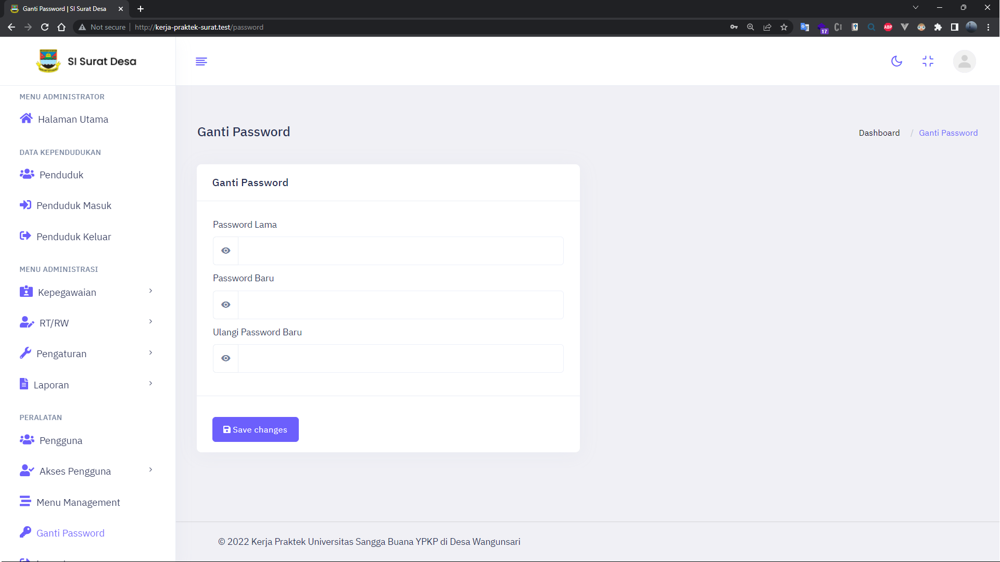 Ganti Password | SI Surat Desa
Not secure
http://kerja-praktek-surat.test/password
17
ABP
SI Surat Desa
MENU ADMINISTRATOR
Halaman Utama
DATA KEPENDUDUKAN
Penduduk
Penduduk Masuk
Penduduk Keluar
MENU ADMINISTRASI
Kepegawaian
RT/RW
Pengaturan
Laporan
PERALATAN
Pengguna
Akses Pengguna
Menu Management
Ganti Password
Ganti Password
Dashboard / Ganti Password
Ganti Password
Password Lama
Password Baru
Ulangi Password Baru
Save changes
© 2022 Kerja Praktek Universitas Sangga Buana YPKP di Desa Wangunsari